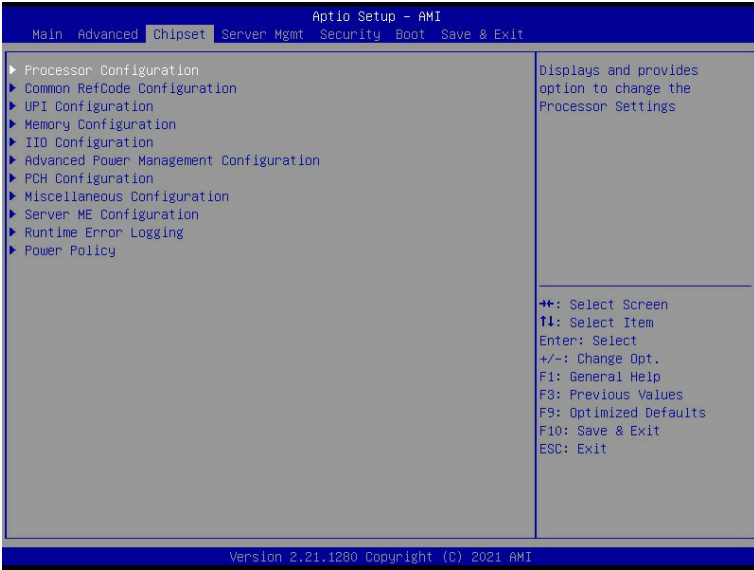 Aptio Setup - AMI
Main Advanced Chipset Server Mgmt Security Boot Save & Exit
Processor Configuration
Common RefCode Configuration
UPI Configuration
Memory Configuration
IIO Configuration
Advanced Power Management Configuration
PCH Configuration
Miscellaneous Configuration
Server ME Configuration
Runtime Error Logging
Power Policy
Displays and provides
option to change the
Processor Settings
→←: Select Screen
↑↓: Select Item
Enter: Select
+/-: Change Opt.
F1: General Help
F3: Previous Values
F9: Optimized Defaults
F10: Save & Exit
ESC: Exit
Version 2.21.1280 Copyright (C) 2021 AMI